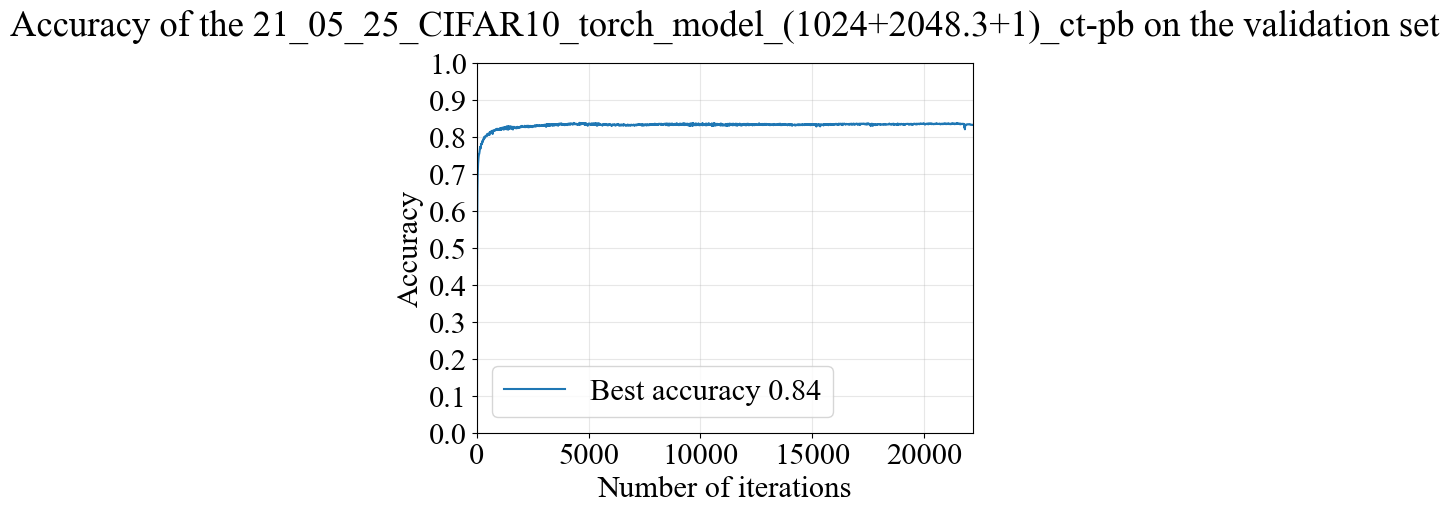 Accuracy of the 21_05_25_CIFAR10_torch_model_(1024+2048.3+1)_ct-pb on the validation set
1.0
0.9
0.8
0.7
0.6
0.5
0.4
0.3
0.2
0.1
0.0
Accuracy
Best accuracy 0.84
0 5000 10000 15000 20000
Number of iterations